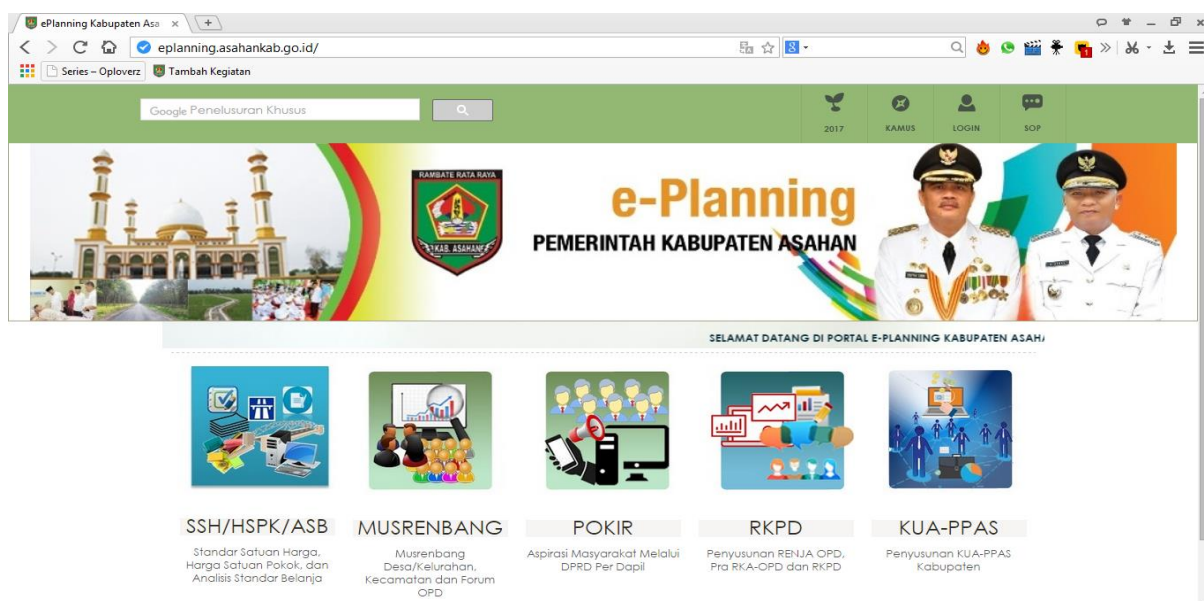 ePlanning Kabupaten Asa
eplanning.asahankab.go.id/
Series – Oploverz
Tambah Kegiatan
Google Penelusuran Khusus
2017
KAMUS
LOGIN
SOP
RAMBATE RATA RAYA
KAB. ASAHAN
e-Planning
PEMERINTAH KABUPATEN ASAHAN
SELAMAT DATANG DI PORTAL E-PLANNING KABUPATEN ASAHA
SSH/HSPK/ASB
Standar Satuan Harga,
Harga Satuan Pokok, dan
Analisis Standar Belanja
MUSRENBANG
Musrenbang
Desa/Kelurahan,
Kecamatan dan Forum
OPD
POKIR
Aspirasi Masyarakat Melalui
DPRD Per Dapil
RKPD
Penyusunan RENJA OPD,
Pra RKA-OPD dan RKPD
KUA-PPAS
Penyusunan KUA-PPAS
Kabupaten